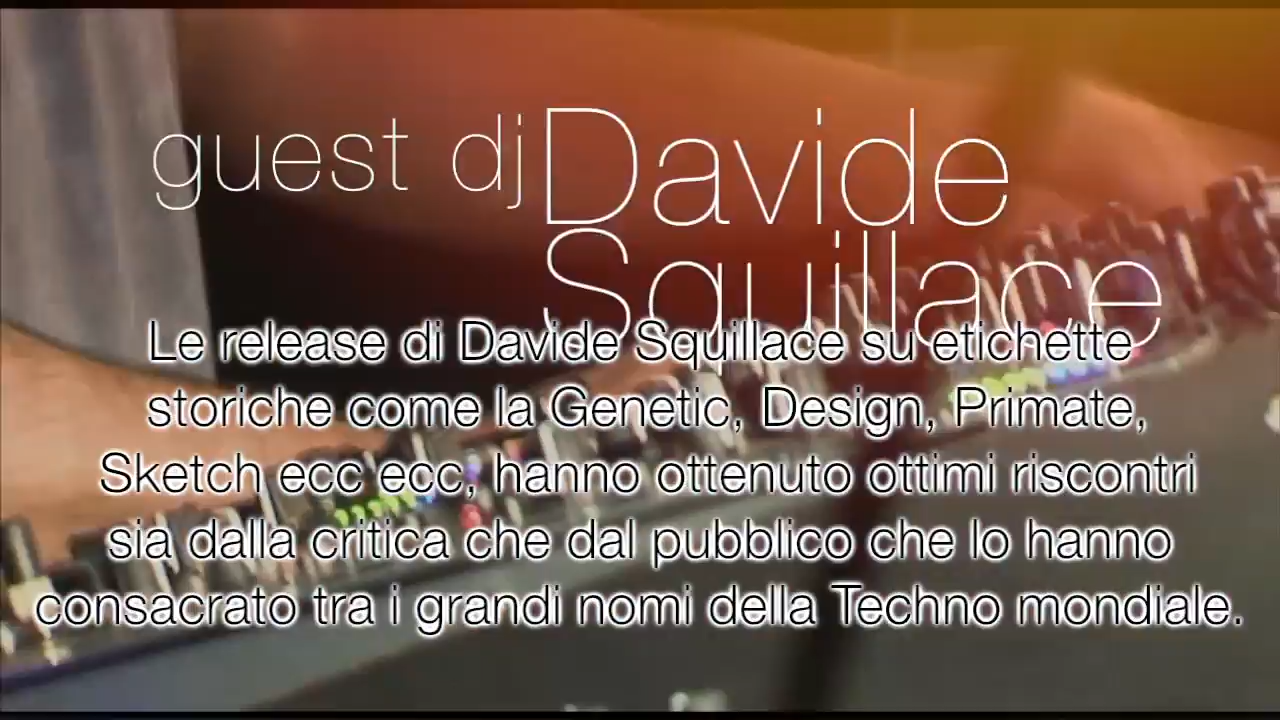 guest dj Davide
Squillace
Le release di Davide Squillace su etichette
storiche come la Genetic, Design, Primate,
Sketch ecc ecc, hanno ottenuto ottimi riscontri
sia dalla critica che dal pubblico che lo hanno
consacrato tra i grandi nomi della Techno mondiale.